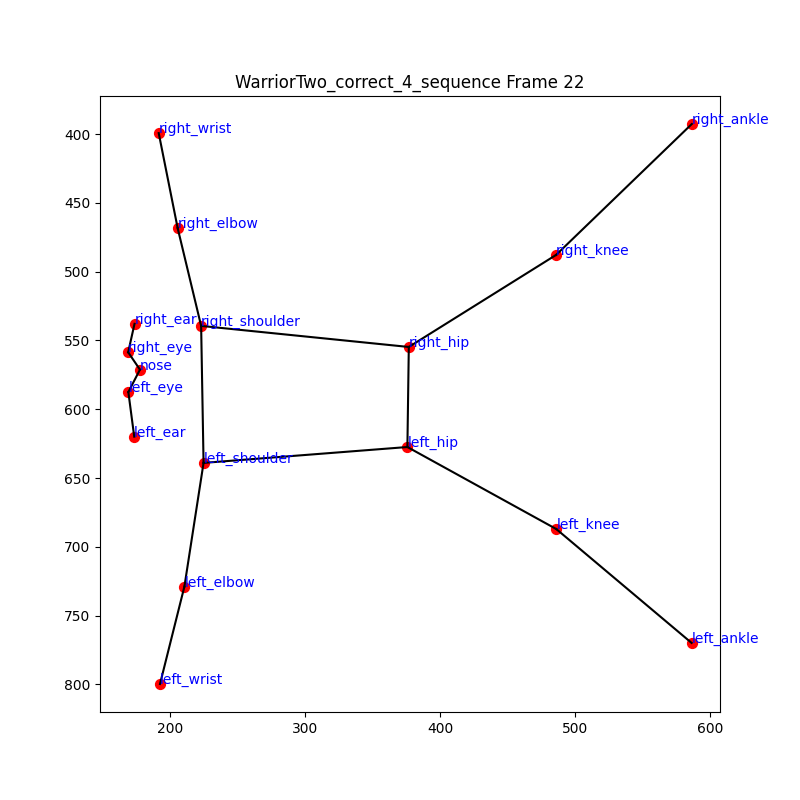 WarriorTwo_correct_4_sequence Frame 22
right_ankle
400
right_wrist
450
right_elbow
right_knee
500
right_ear
right_shoulder
550
right_eye
right_hip
nose
left_eye
600
left_ear
left_hip
left_shoulder
650
left_knee
700
left_elbow
left_ankle
750
left_wrist
800
200 300 400 500 600